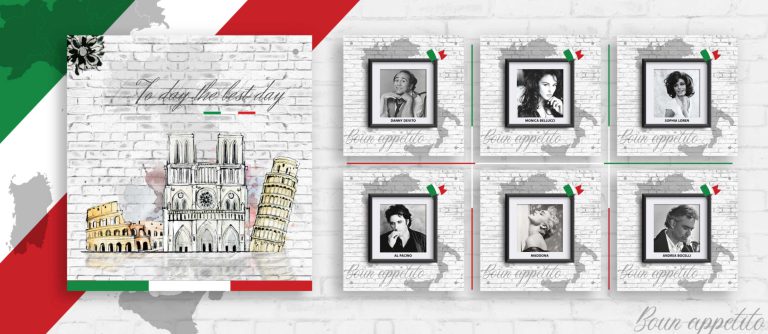 To day the best day
DANNY DEVITO
Boun appetito
MONICA BELLUCCI
Boun appetito
SOPHIA LOREN
Boun appetito
AL PACINO
Boun appetito
MADDONA
Boun appetito
ANDREA BOCELLI
Boun appetito
Boun appetito